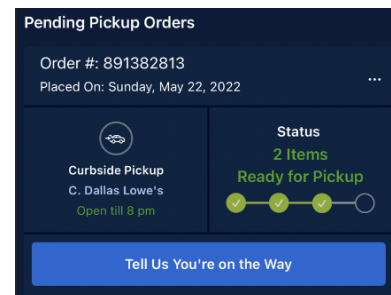 Pending Pickup Orders
Order #: 891382813
Placed On: Sunday, May 22, 2022
...
Curbside Pickup
C. Dallas Lowe's
Open till 8 pm
Status
2 Items
Ready for Pickup
Tell Us You're on the Way